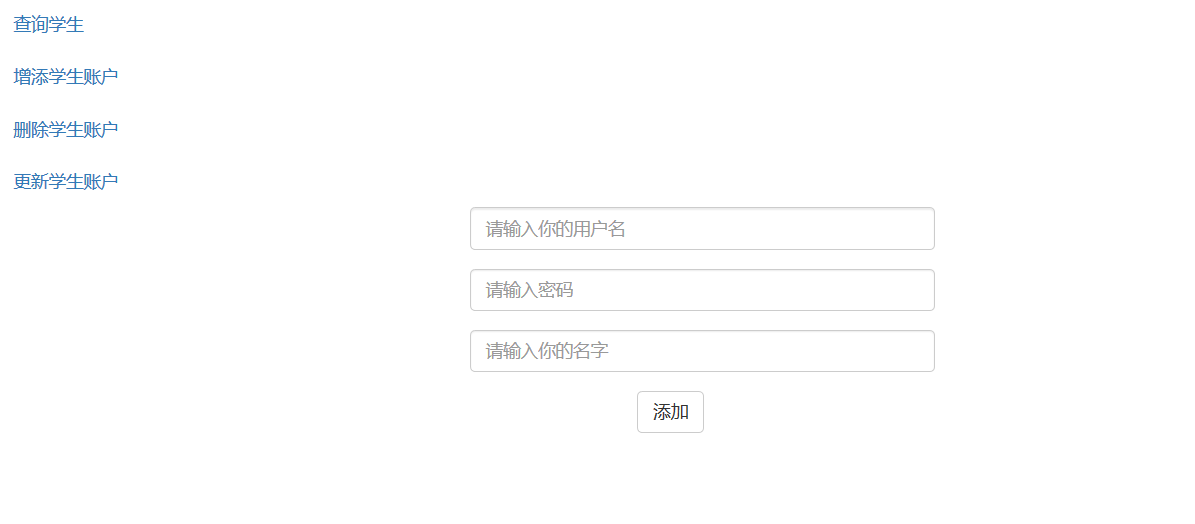 查询学生
增添学生账户
删除学生账户
更新学生账户
请输入你的用户名
请输入密码
请输入你的名字
添加